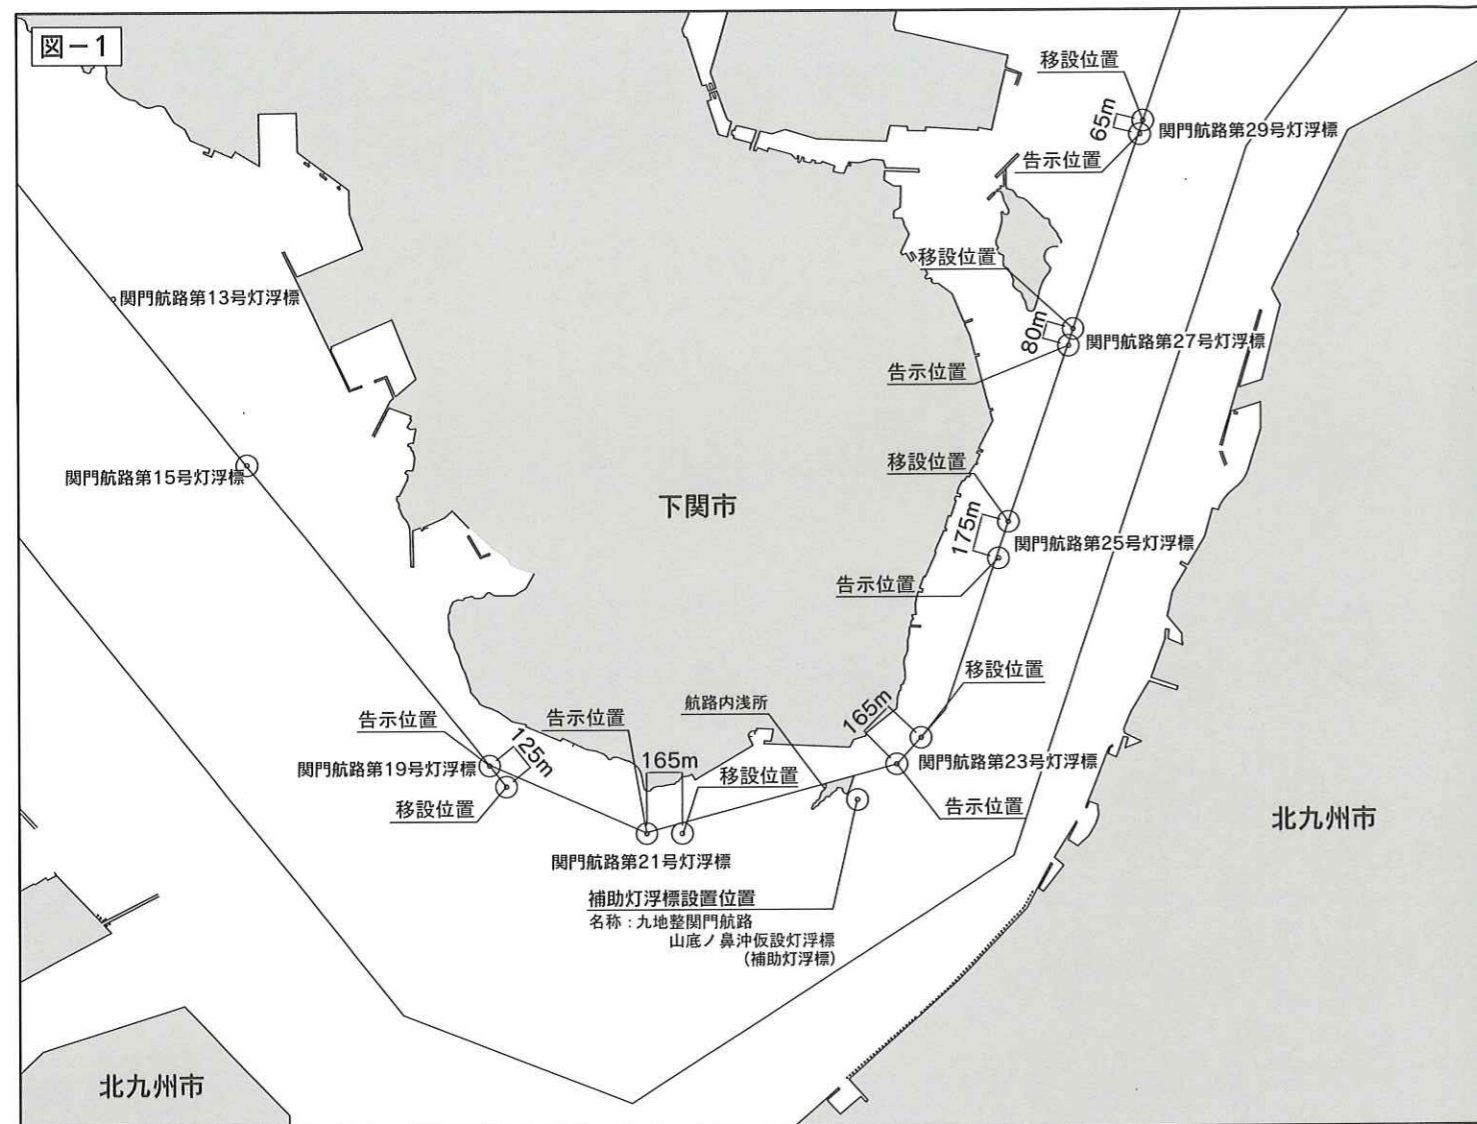 図－1
移設位置
65m
関門航路第29号灯浮標
告示位置
移設位置
関門航路第13号灯浮標
80m
関門航路第27号灯浮標
告示位置
移設位置
関門航路第15号灯浮標
下関市
175m
関門航路第25号灯浮標
告示位置
移設位置
航路内浅所
165m
告示位置
告示位置
125m
165m
関門航路第19号灯浮標
移設位置
関門航路第23号灯浮標
移設位置
告示位置
北九州市
関門航路第21号灯浮標
補助灯浮標設置位置
名称：九地整関門航路
山底ノ鼻沖仮設灯浮標
(補助灯浮標)
北九州市